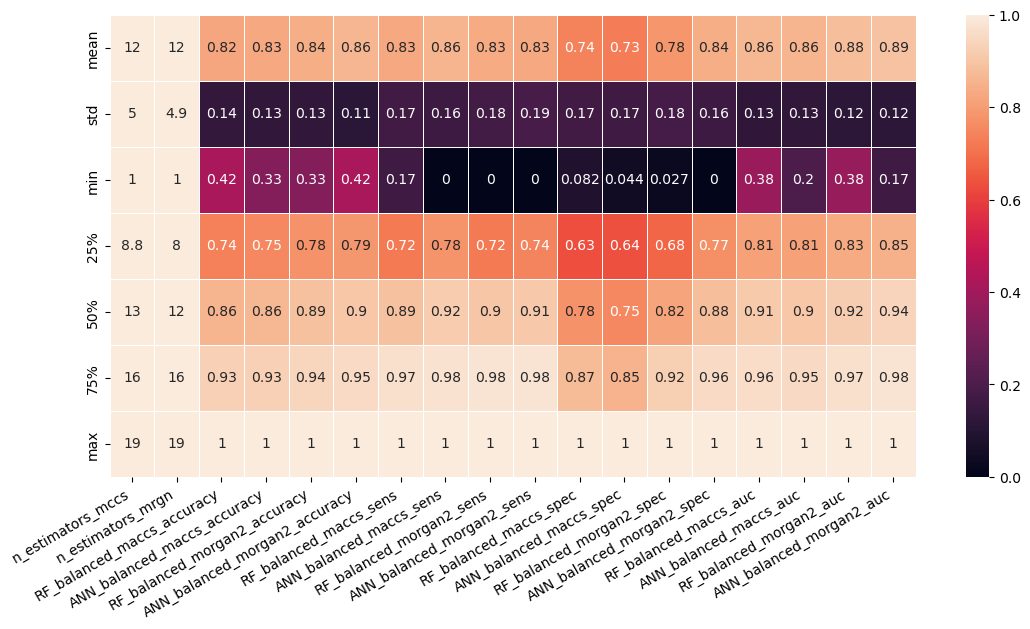 mean 12 12 0.82 0.83 0.84 0.86 0.83 0.86 0.83 0.83 0.74 0.73 0.78 0.84 0.86 0.86 0.88 0.89
std 5 4.9 0.14 0.13 0.13 0.11 0.17 0.16 0.18 0.19 0.17 0.17 0.18 0.16 0.13 0.13 0.12 0.12
min 1 1 0.42 0.33 0.33 0.42 0.17 0 0 0 0.082 0.044 0.027 0 0.38 0.2 0.38 0.17
25% 8.8 8 0.74 0.75 0.78 0.79 0.72 0.78 0.72 0.74 0.63 0.64 0.68 0.77 0.81 0.81 0.83 0.85
50% 13 12 0.86 0.86 0.89 0.9 0.89 0.92 0.9 0.91 0.78 0.75 0.82 0.88 0.91 0.9 0.92 0.94
75% 16 16 0.93 0.93 0.94 0.95 0.97 0.98 0.98 0.98 0.87 0.85 0.92 0.96 0.96 0.95 0.97 0.98
max 19 19 1 1 1 1 1 1 1 1 1 1 1 1 1 1 1 1
n_estimators_mccs
n_estimators_mrgn
RF_balanced_maccs_accuracy
ANN_balanced_maccs_accuracy
RF_balanced_morgan2_accuracy
ANN_balanced_morgan2_accuracy
RF_balanced_maccs_sens
ANN_balanced_maccs_sens
RF_balanced_morgan2_sens
ANN_balanced_morgan2_sens
RF_balanced_maccs_spec
ANN_balanced_maccs_spec
RF_balanced_morgan2_spec
ANN_balanced_morgan2_spec
RF_balanced_maccs_auc
ANN_balanced_maccs_auc
RF_balanced_morgan2_auc
ANN_balanced_morgan2_auc
1.0
0.8
0.6
0.4
0.2
0.0